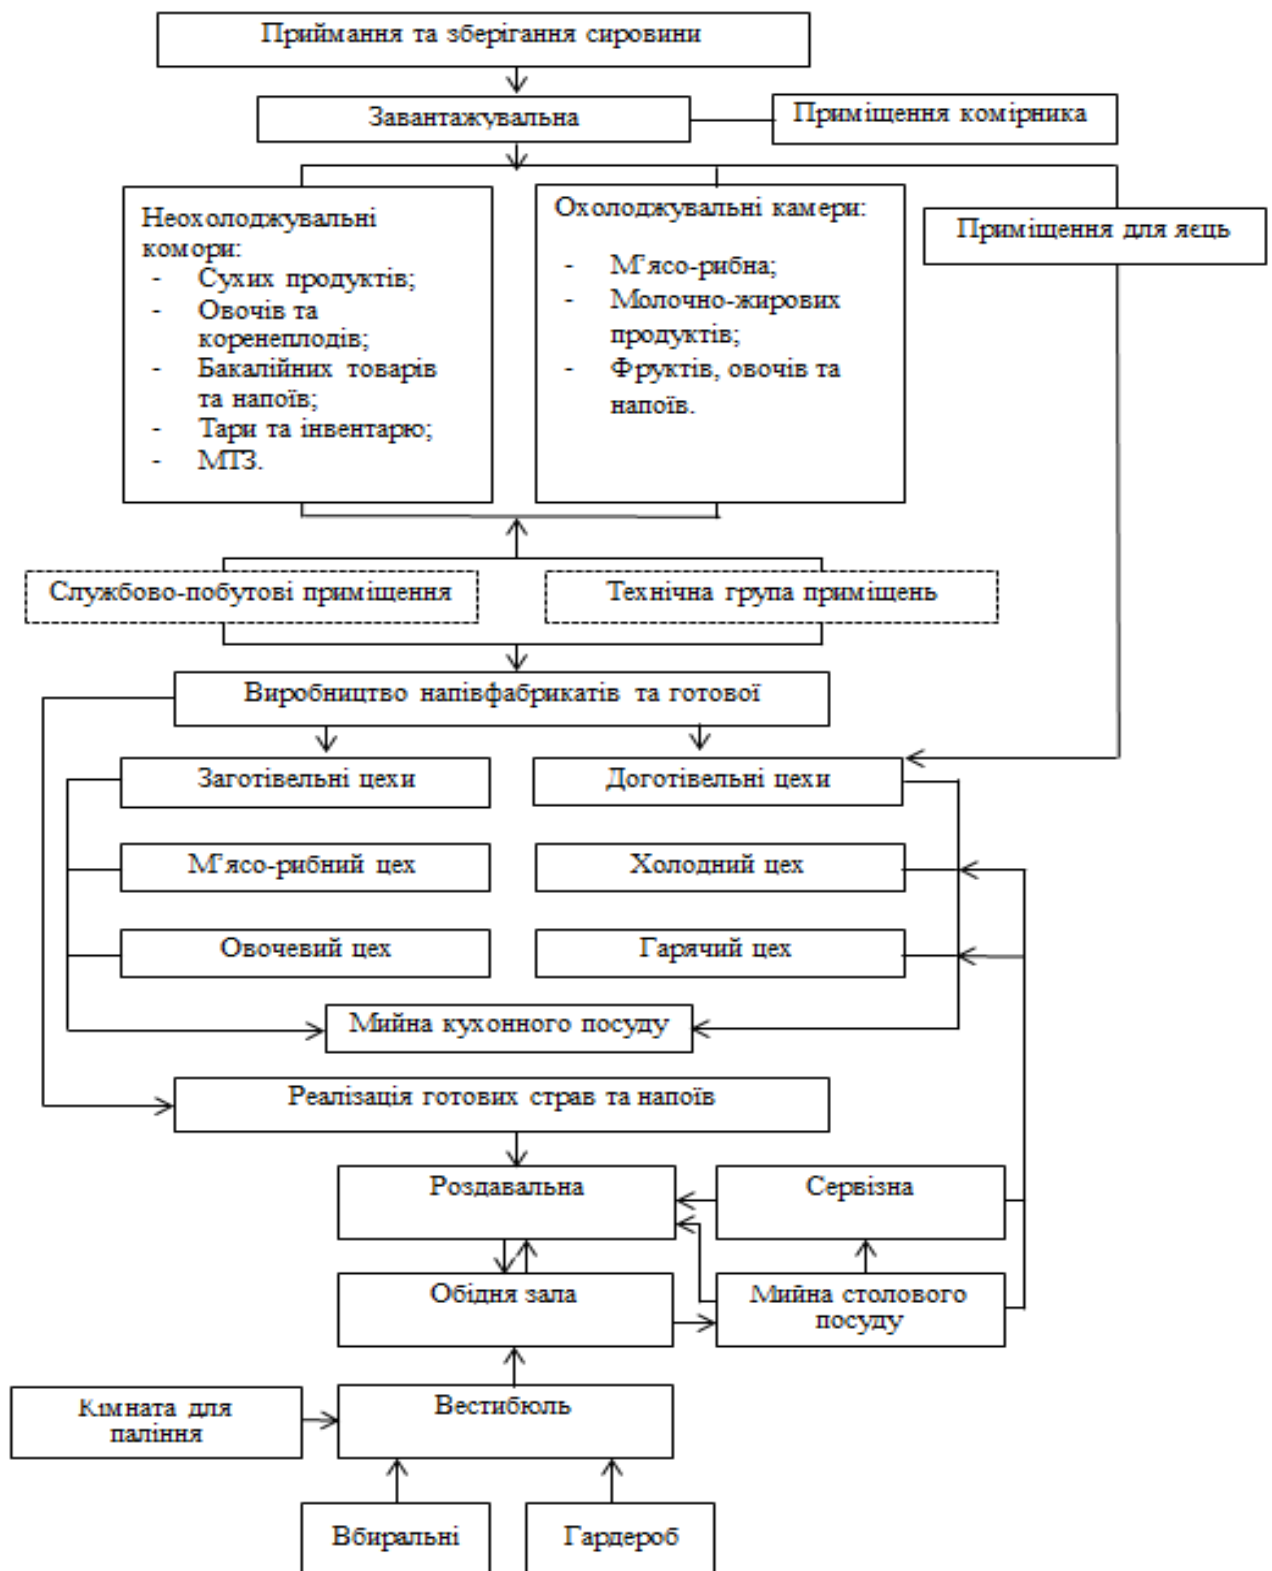 Приймання та зберігання сировини
Завантажувальна
Приміщення комірника
Неохолоджувальні
комори:
- Сухих продуктів;
- Овочів та
коренеплодів;
- Бакалійних товарів
та напоїв;
- Тари та інвентарю;
- МТЗ.
Охолоджувальні камери:
- М'ясо-рибна;
- Молочно-жирових
продуктів;
- Фруктів, овочів та
напоїв.
Приміщення для яєць
Службово-побутові приміщення
Технічна група приміщень
Виробництво напівфабрикатів та готової
Заготівельні цехи
Доготівельні цехи
М'ясо-рибний цех
Холодний цех
Овочевий цех
Гарячий цех
Мийна кухонного посуду
Реалізація готових страв та напоїв
Роздавальна
Сервізна
Обідня зала
Мийна столового
посуду
Кімната для
паління
Вестибюль
Вбиральні
Гардероб